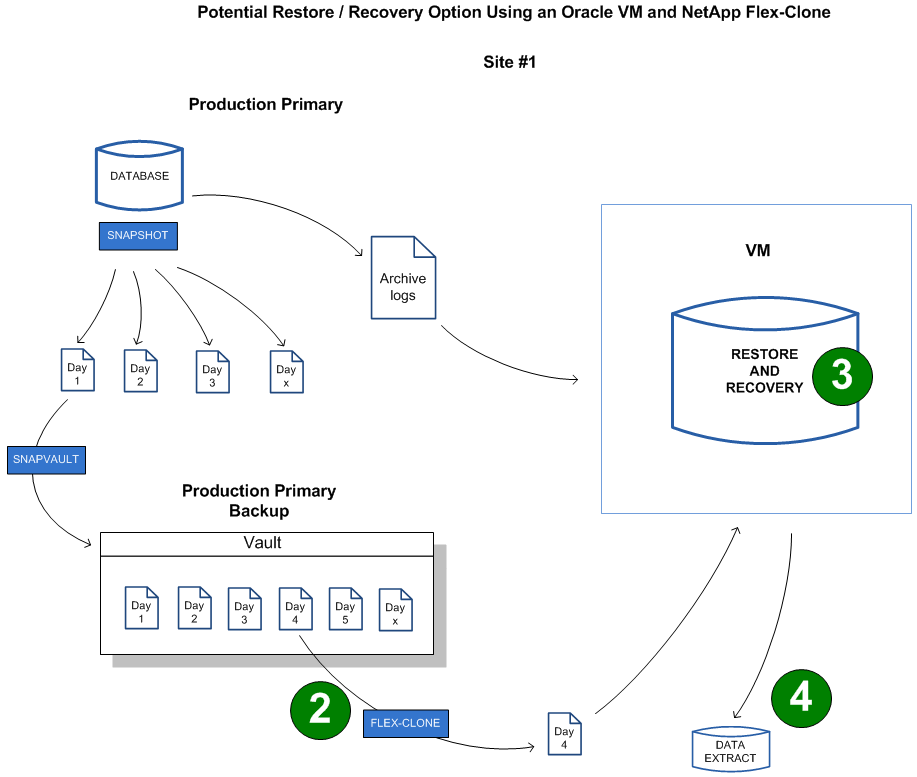 Potential Restore / Recovery Option Using an Oracle VM and NetApp Flex-Clone
Site #1
Production Primary
DATABASE
SNAPSHOT
Archive
logs
Day
1
Day
2
Day
3
Day
x
VM
RESTORE
AND
RECOVERY
3
SNAPVAULT
Production Primary
Backup
Vault
Day
1
Day
2
Day
3
Day
4
Day
5
Day
x
2
FLEX-CLONE
Day
4
4
DATA
EXTRACT